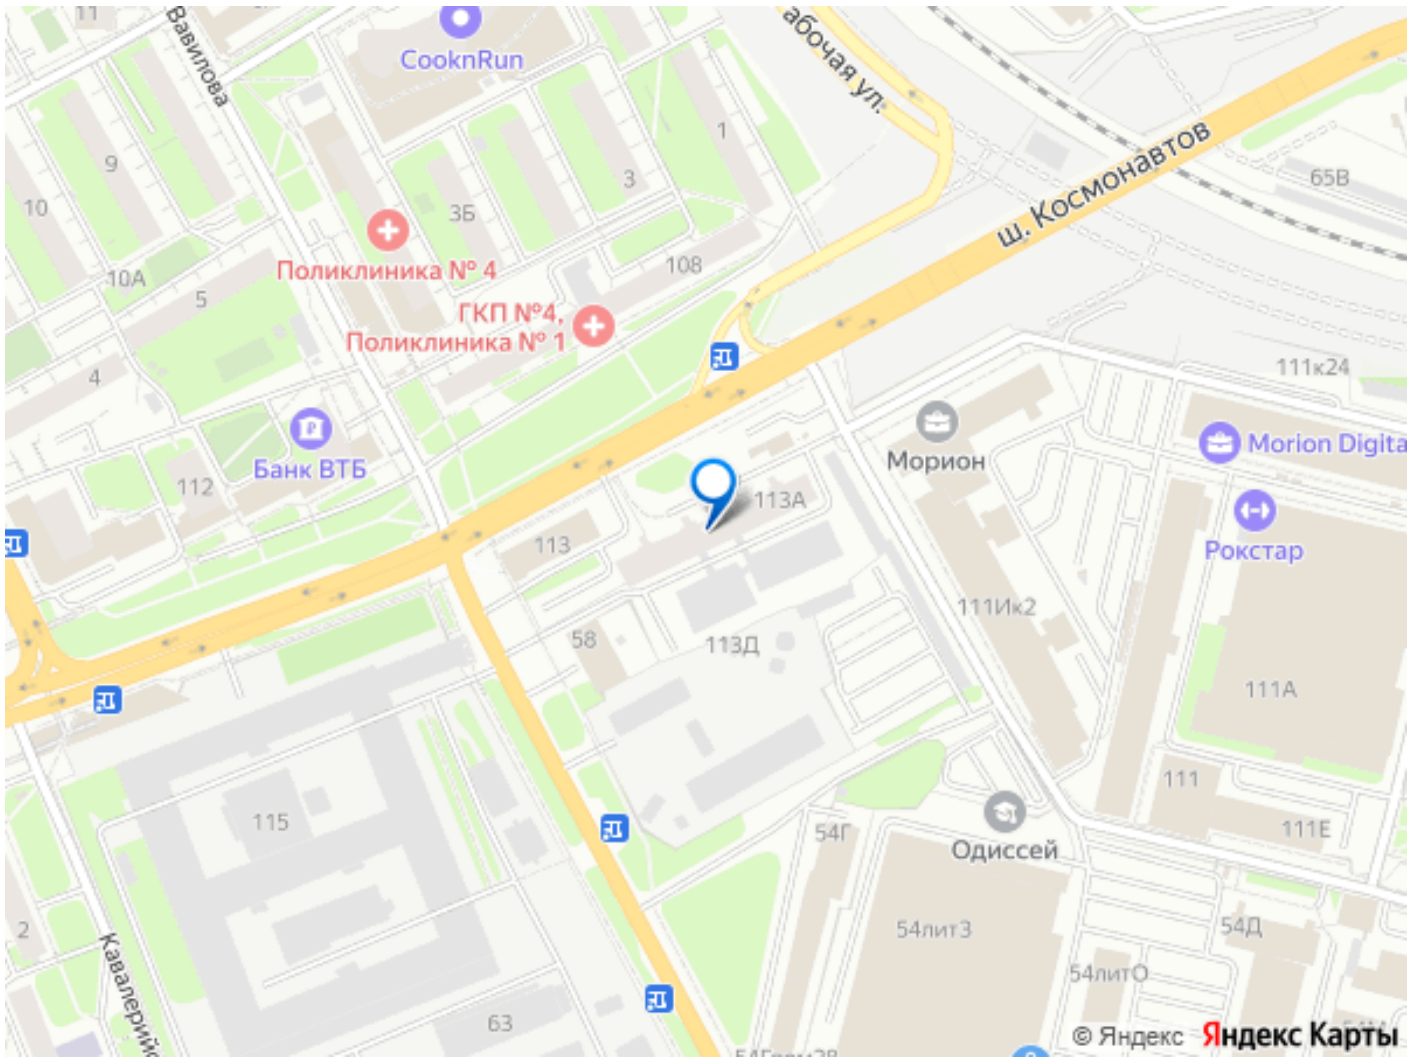 11
Вавилова
CooknRun
абочая ул.
ш. Космонавтов
1
9
3
65В
10
3Б
Поликлиника № 4
10А
108
5
ГКП №4,
Поликлиника № 1
111к24
4
Морион
Morion Digita
Банк ВТБ
112
113А
113
Рокстар
111Ик2
58
113Д
111А
111
115
54Г
111Е
Одиссей
2
54лит3
54Д
Кавалерийс
54литО
63
© Яндекс
Яндекс Карты